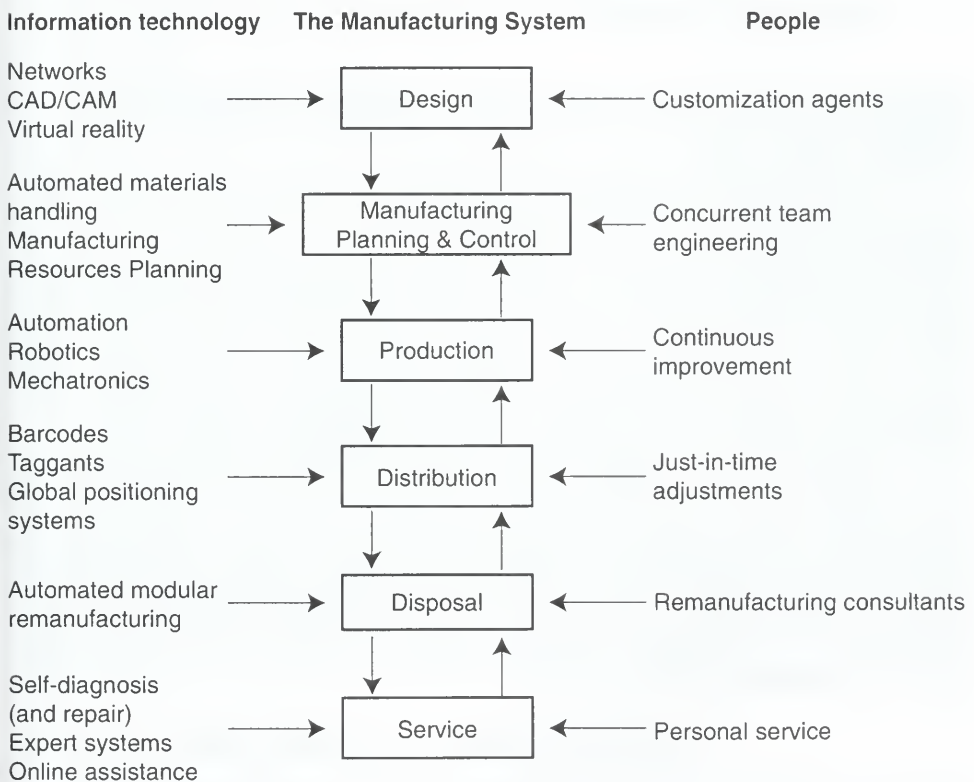 Information technology
The Manufacturing System
People
Networks
CAD/CAM
Virtual reality
Design
Customization agents
Automated materials
handling
Manufacturing
Resources Planning
Manufacturing
Planning & Control
Concurrent team
engineering
Automation
Robotics
Mechatronics
Production
Continuous
improvement
Barcodes
Taggants
Global positioning
systems
Distribution
Just-in-time
adjustments
Automated modular
remanufacturing
Disposal
Remanufacturing consultants
Self-diagnosis
(and repair)
Expert systems
Online assistance
Service
Personal service